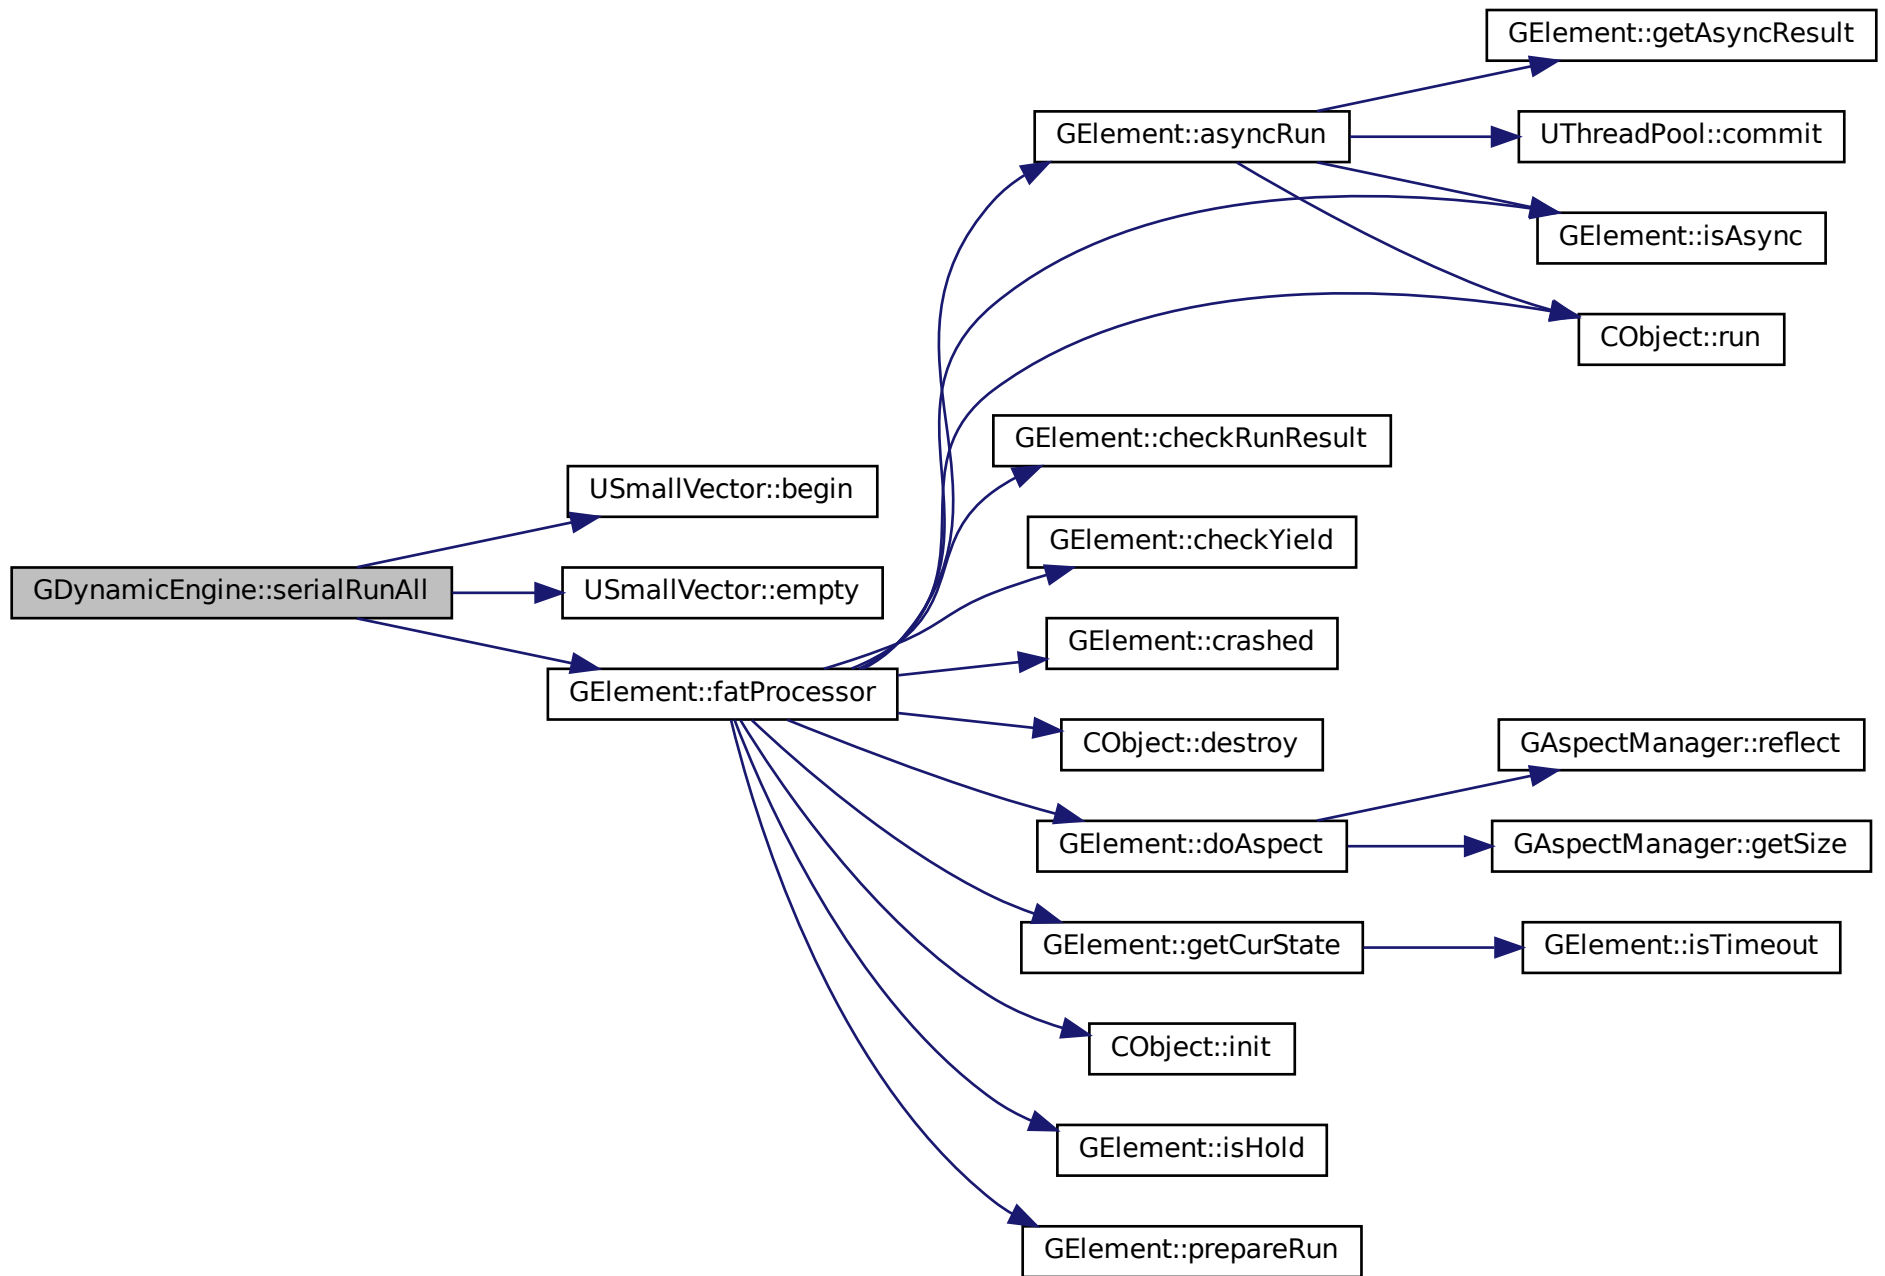 GElement::getAsyncResult
GElement::asyncRun
UThreadPool::commit
GElement::isAsync
CObject::run
GElement::checkRunResult
USmallVector::begin
GElement::checkYield
GDynamicEngine::serialRunAll
USmallVector::empty
GElement::crashed
GElement::fatProcessor
CObject::destroy
GAspectManager::reflect
GElement::doAspect
GAspectManager::getSize
GElement::getCurState
GElement::isTimeout
CObject::init
GElement::isHold
GElement::prepareRun